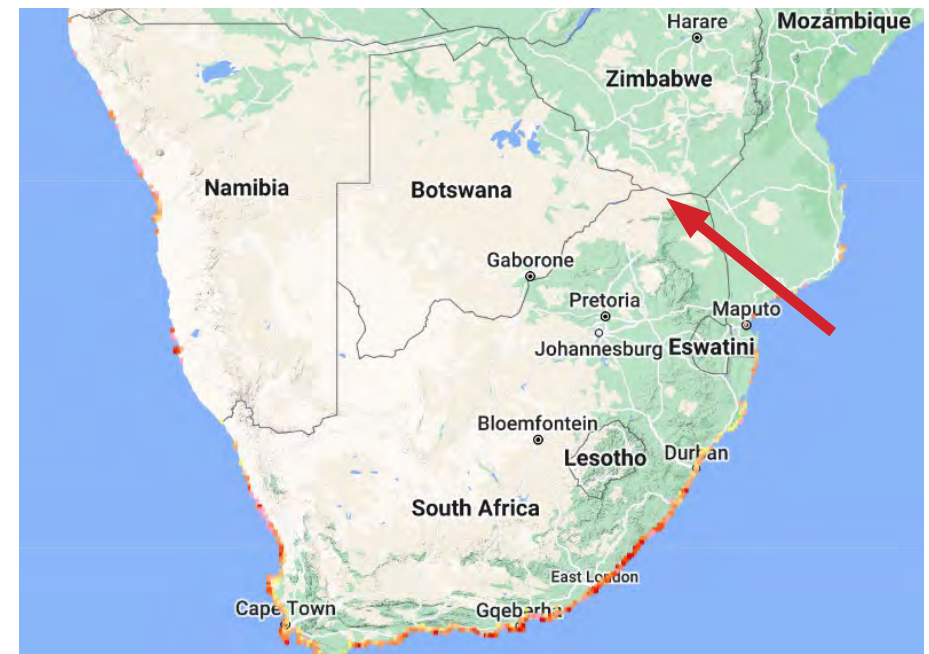 Harare
Mozambique
Zimbabwe
Namibia
Botswana
Gaborone
Pretoria
Maputo
Johannesburg
Eswatini
Bloemfontein
Lesotho
Durban
South Africa
East London
Cape Town
Gqeberha